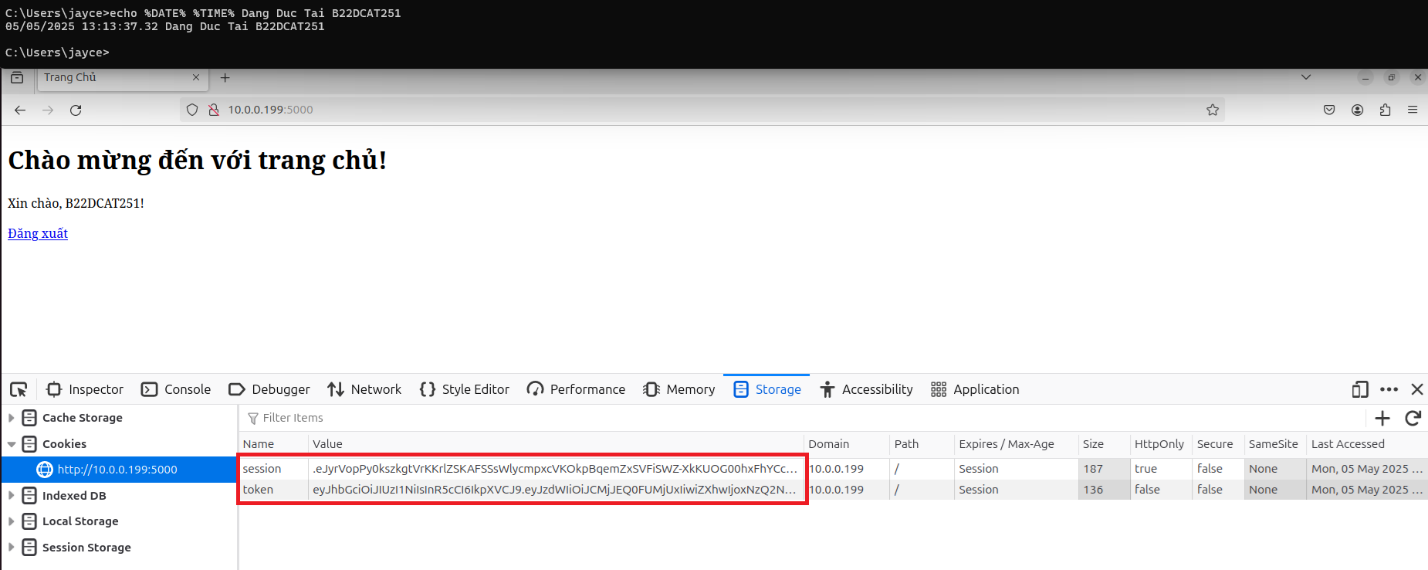 C:\Users\jayce>echo %DATE% %TIME% Dang Duc Tai B22DCAT251
05/05/2025 13:13:37.32 Dang Duc Tai B22DCAT251
C:\Users\jayce>
Trang Chủ
10.0.0.199:5000
Chào mừng đến với trang chủ!
Xin chào, B22DCAT251!
Đăng xuất
Inspector Console Debugger Network Style Editor Performance Memory Storage Accessibility Application
Cache Storage
Cookies
http://10.0.0.199:5000
Indexed DB
Local Storage
Session Storage
Filter Items
Name Value Domain Path Expires / Max-Age Size HttpOnly Secure SameSite Last Accessed
session .eJyrVopPy0kszkgtVrKKrlZSKAFSSsWlycmpxcVKOkpBqemZxSVFiSWZ-XkKUOG00hxFhYCc... 10.0.0.199 / Session 187 true false None Mon, 05 May 2025 ...
token eyJhbGciOiJIUzI1NiIsInR5cCI6IkpXVCJ9.eyJzdWIiOiJCMjJEQ0FUMjUxIiwiZXhwIjoxNzQ2N... 10.0.0.199 / Session 136 false false None Mon, 05 May 2025 ...